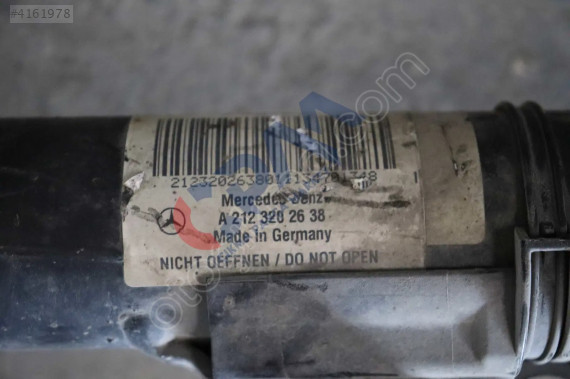 #4161978
Mercedes Benz
A 212 320 26 38
Made in Germany
NICHT OEFFNEN / DO NOT OPEN